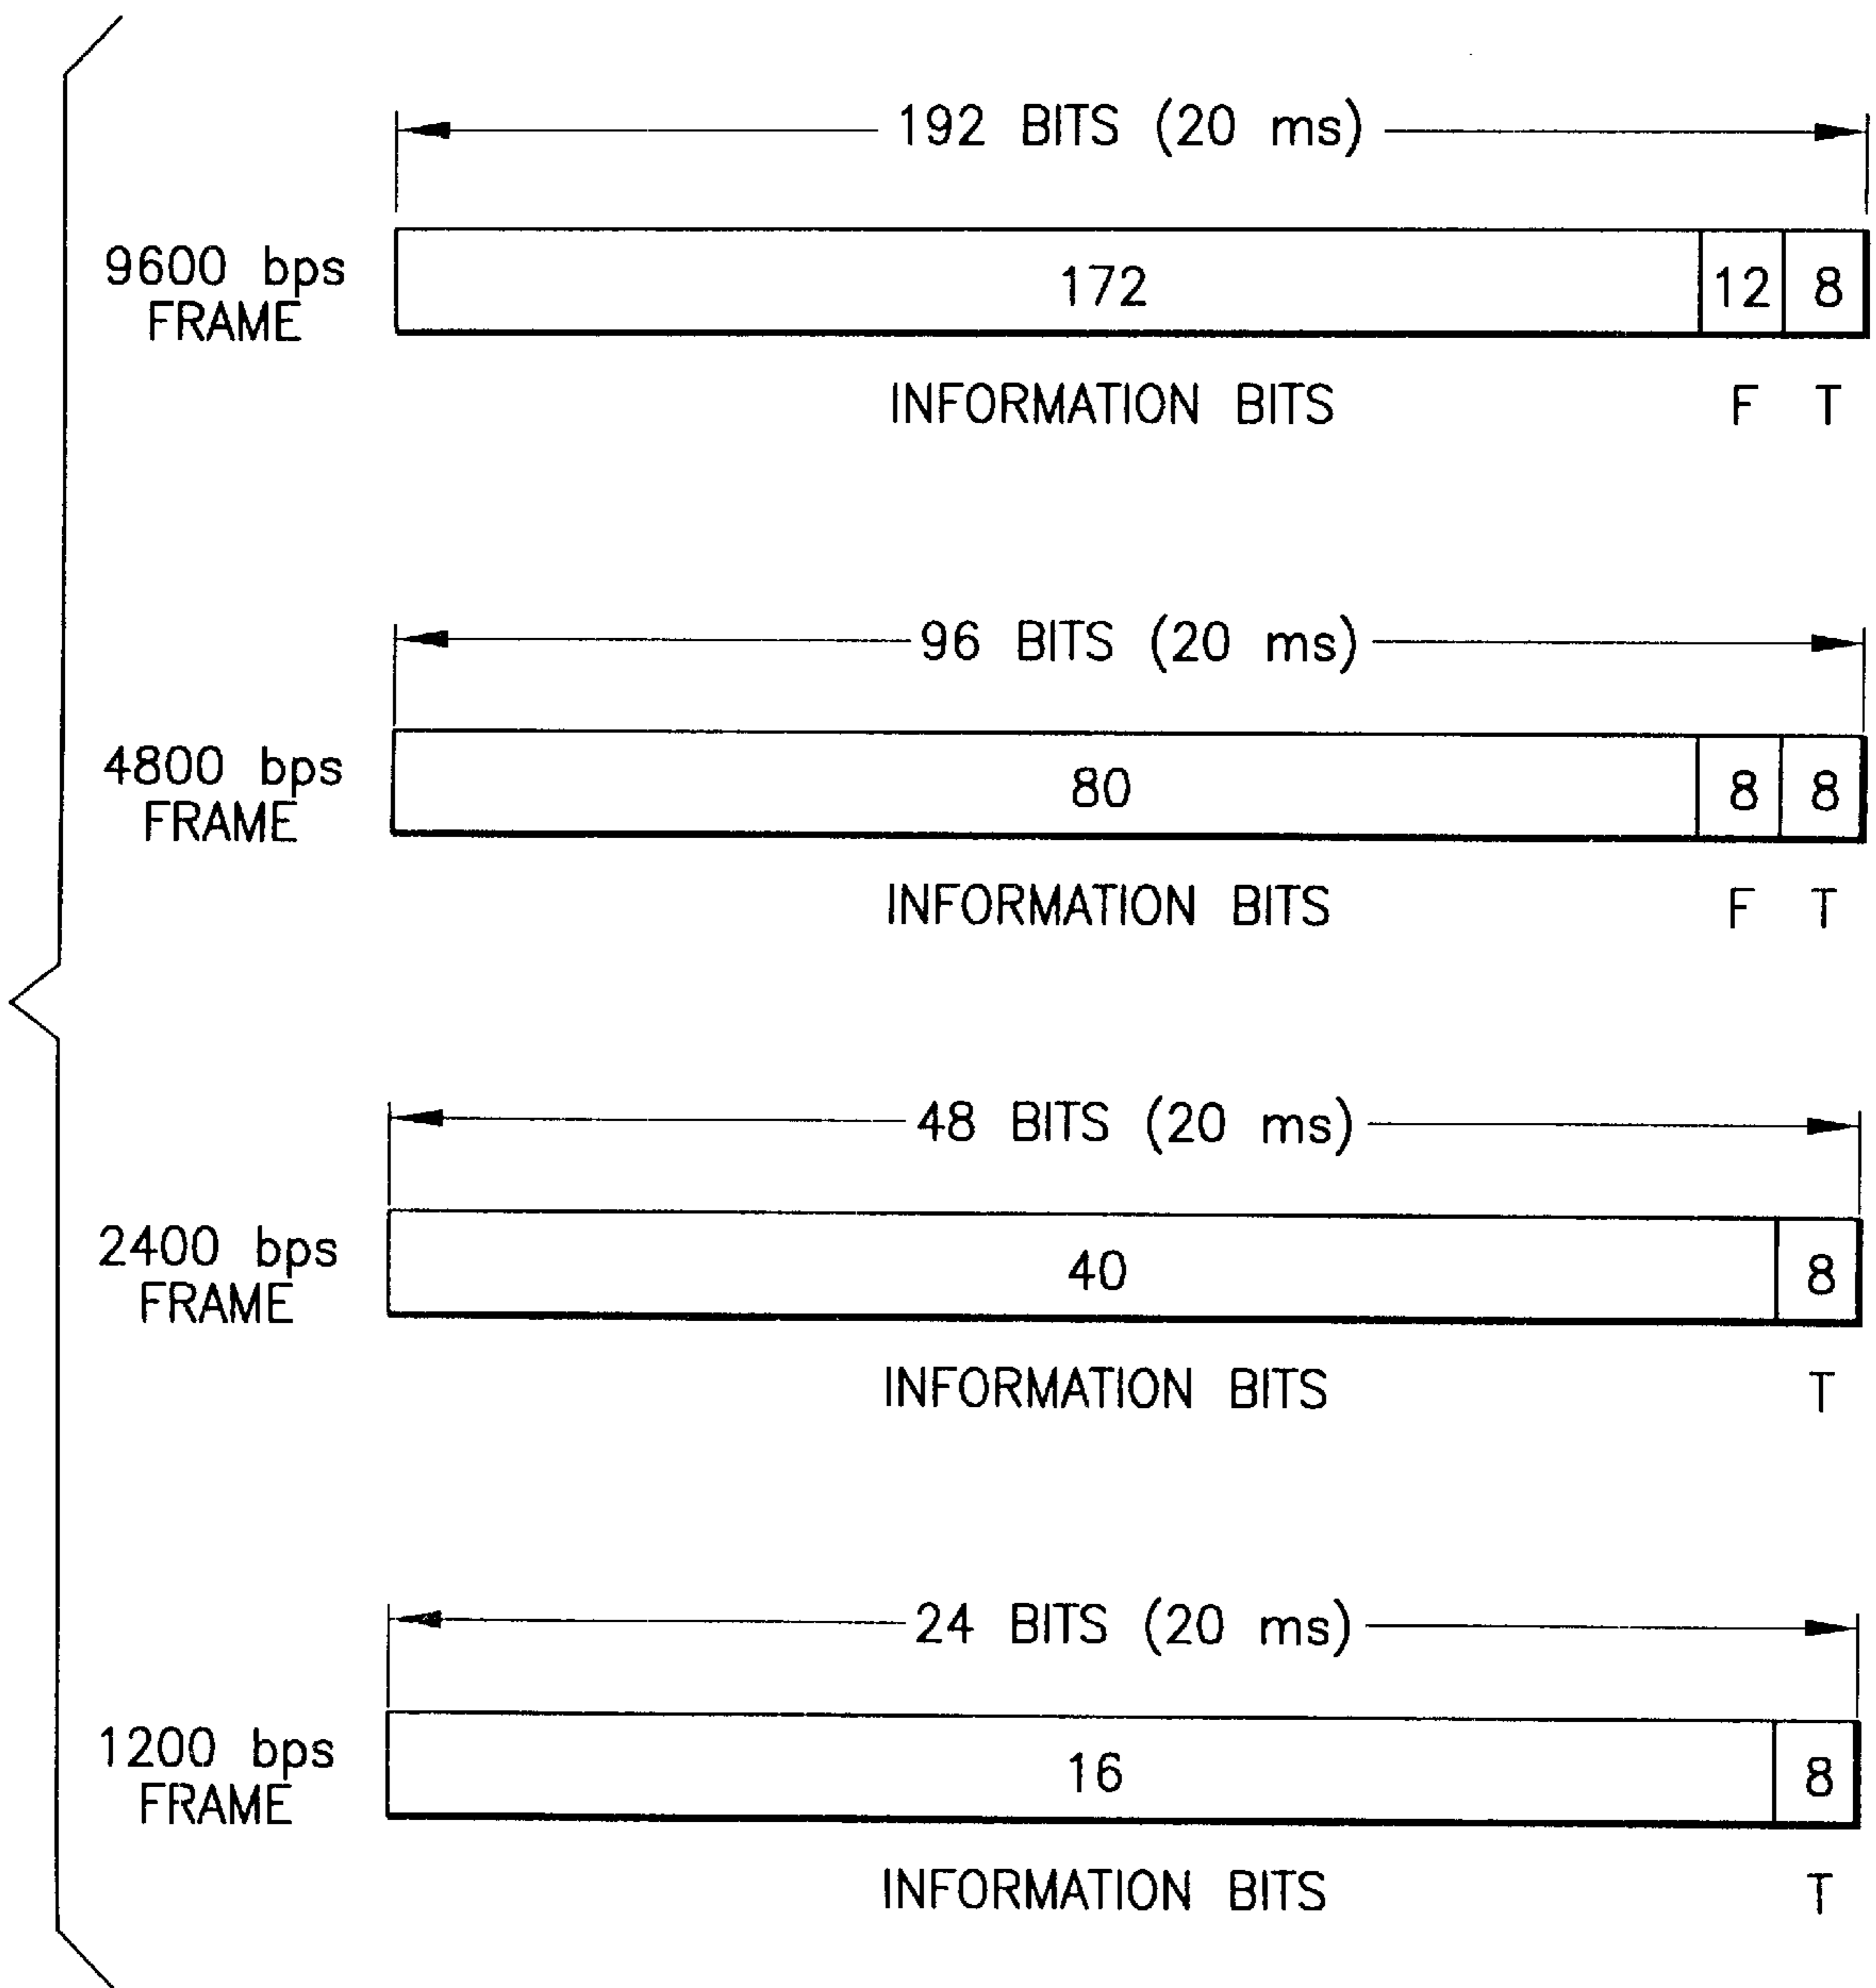 192 BITS (20 ms)
9600 bps
FRAME
172 12 8
INFORMATION BITS F T
96 BITS (20 ms)
4800 bps
FRAME
80 8 8
INFORMATION BITS F T
48 BITS (20 ms)
2400 bps
FRAME
40 8
INFORMATION BITS T
24 BITS (20 ms)
1200 bps
FRAME
16 8
INFORMATION BITS T